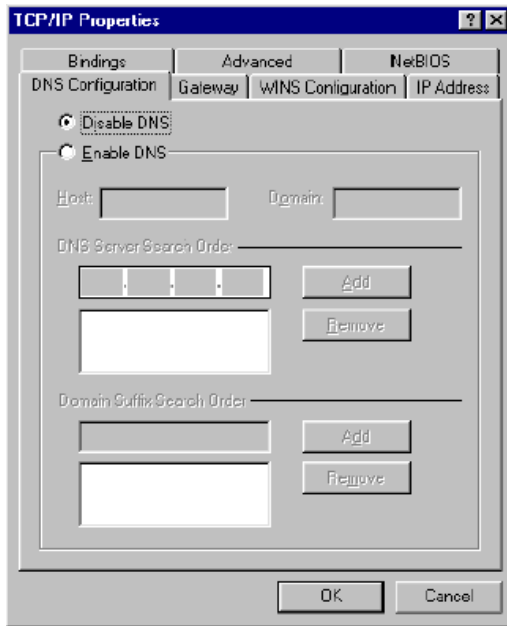 TCP/IP Properties
Bindings Advanced NetBIOS
DNS Configuration Gateway WINS Configuration IP Address
Disable DNS
Enable DNS
Host: Domain:
DNS Server Search Order
Add
Remove
Domain Suffix Search Order
Add
Remove
OK Cancel